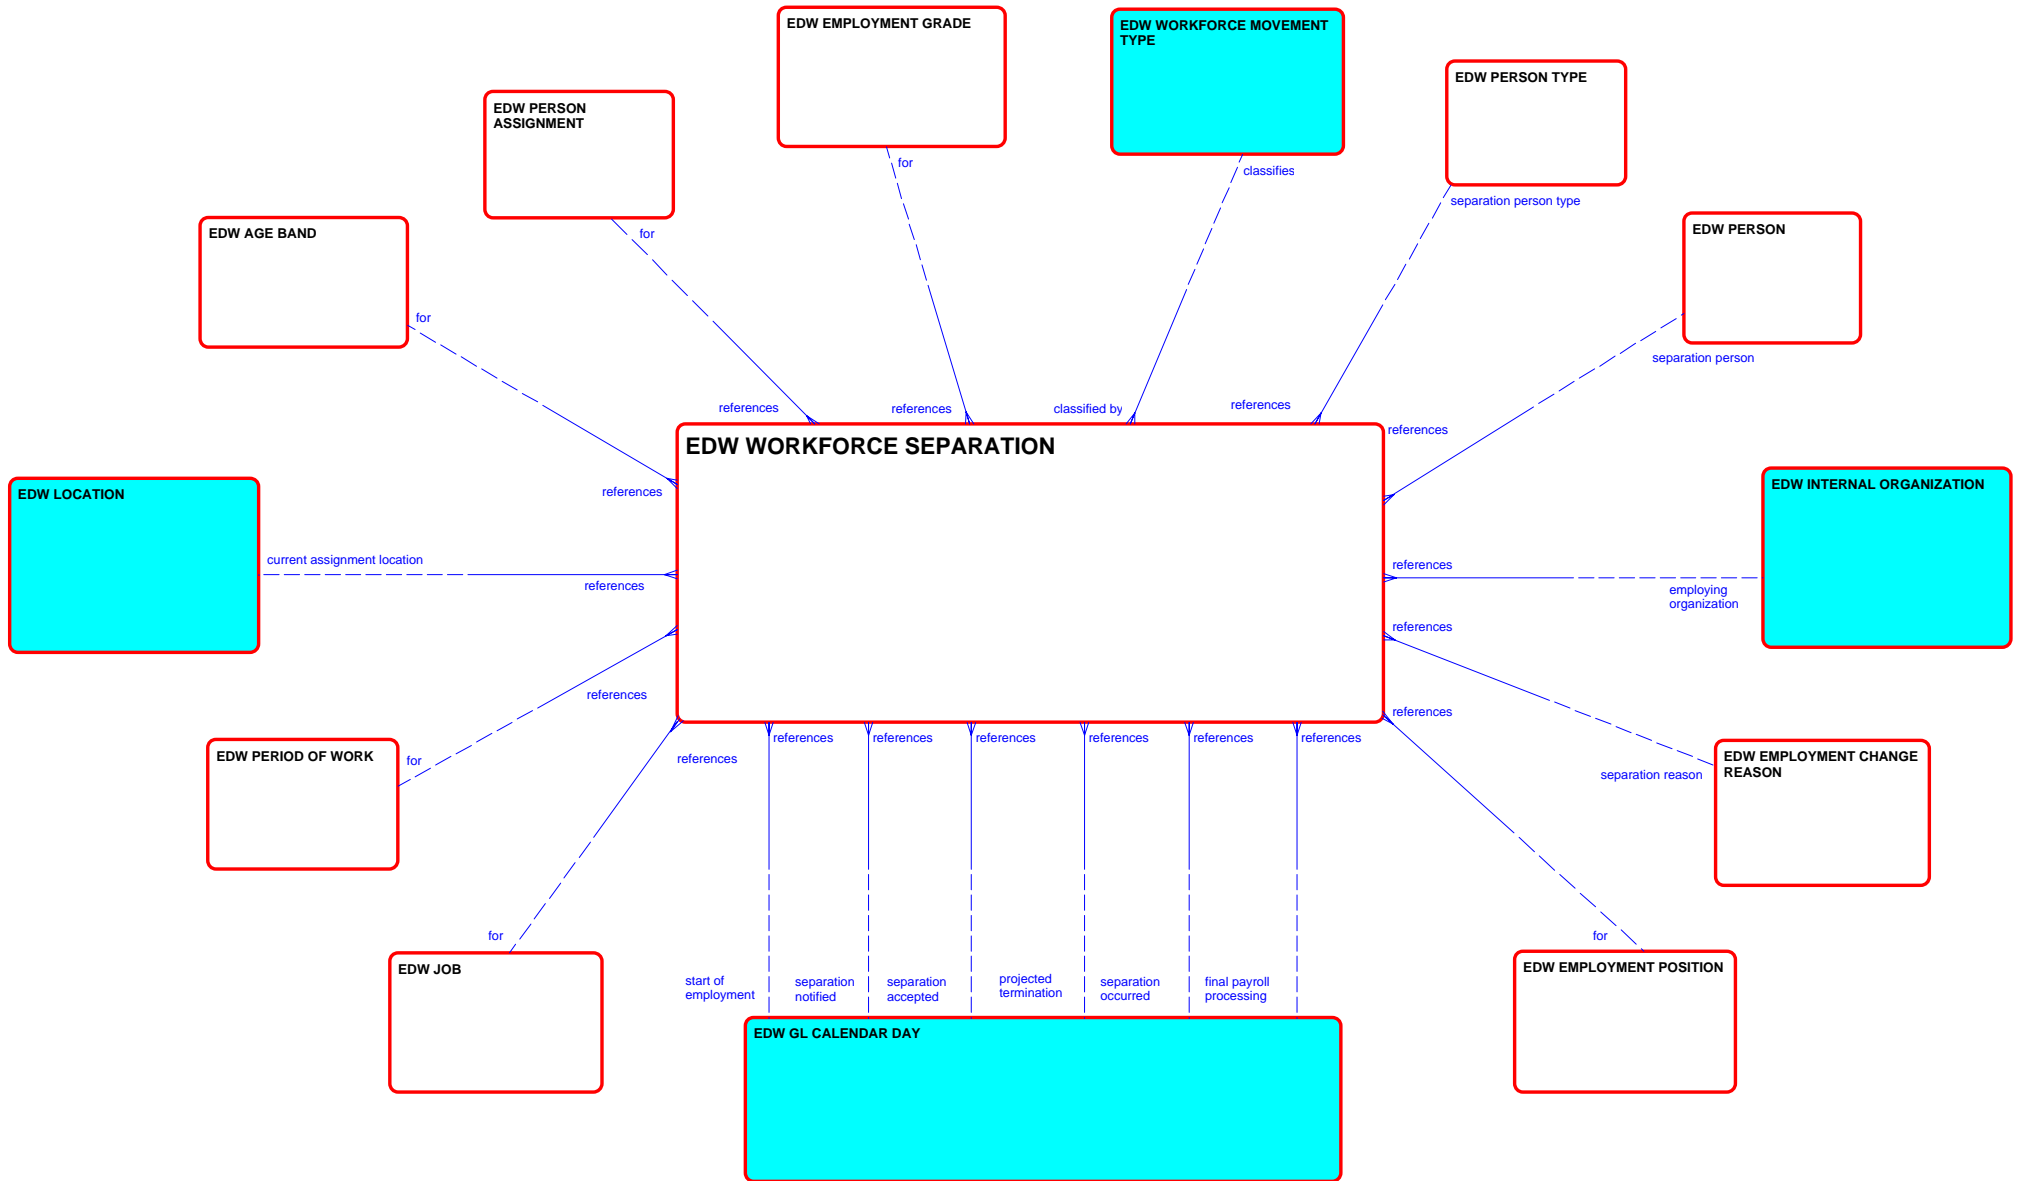 EDW EMPLOYMENT GRADE
EDW WORKFORCE MOVEMENT
TYPE
EDW PERSON TYPE
EDW PERSON
ASSIGNMENT
for
classifies
separation person type
EDW AGE BAND
for
EDW PERSON
for
separation person
references
references
classified by
references
references
EDW WORKFORCE SEPARATION
references
EDW LOCATION
EDW INTERNAL ORGANIZATION
current assignment location
references
references
employing
organization
references
references
references
EDW PERIOD OF WORK
for
references
references
references
references
references
references
references
EDW EMPLOYMENT CHANGE
REASON
separation reason
for
for
EDW JOB
EDW EMPLOYMENT POSITION
start of
employment
separation
notified
separation
accepted
projected
termination
separation
occurred
final payroll
processing
EDW GL CALENDAR DAY